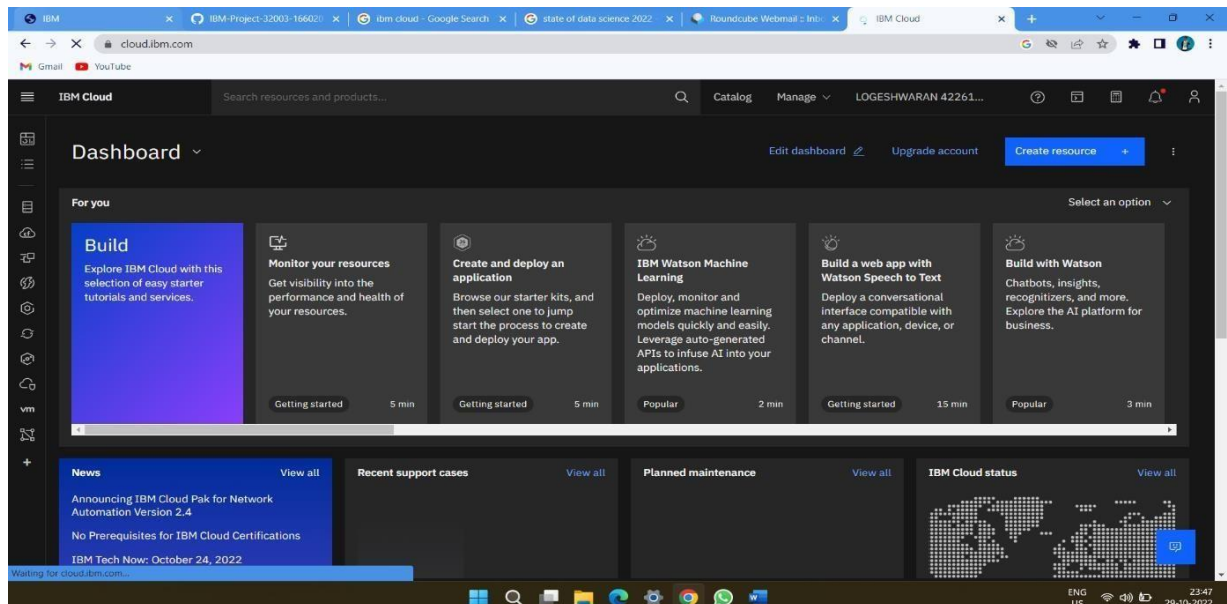 IBM
IBM-Project-32003-166020
ibm cloud - Google Search
state of data science 2022
Roundcube Webmail :: Inbo
IBM Cloud
cloud.ibm.com
Gmail
YouTube
IBM Cloud
Search resources and products...
Catalog
Manage
LOGESHWARAN 42261...
Dashboard
Edit dashboard
Upgrade account
Create resource +
For you
Select an option
Build
Explore IBM Cloud with this
selection of easy starter
tutorials and services.
Monitor your resources
Get visibility into the
performance and health of
your resources.
Getting started
5 min
Create and deploy an
application
Browse our starter kits, and
then select one to jump
start the process to create
and deploy your app.
Getting started
5 min
IBM Watson Machine
Learning
Deploy, monitor and
optimize machine learning
models quickly and easily.
Leverage auto-generated
APIs to infuse AI into your
applications.
Popular
2 min
Build a web app with
Watson Speech to Text
Deploy a conversational
interface compatible with
any application, device, or
channel.
Getting started
15 min
Build with Watson
Chatbots, insights,
recognitizers, and more.
Explore the AI platform for
business.
Popular
3 min
vm
News
View all
Announcing IBM Cloud Pak for Network
Automation Version 2.4
No Prerequisites for IBM Cloud Certifications
IBM Tech Now: October 24, 2022
Recent support cases
View all
Planned maintenance
View all
IBM Cloud status
View all
Waiting for cloud.ibm.com...
ENG
US
23:47
29-10-2022